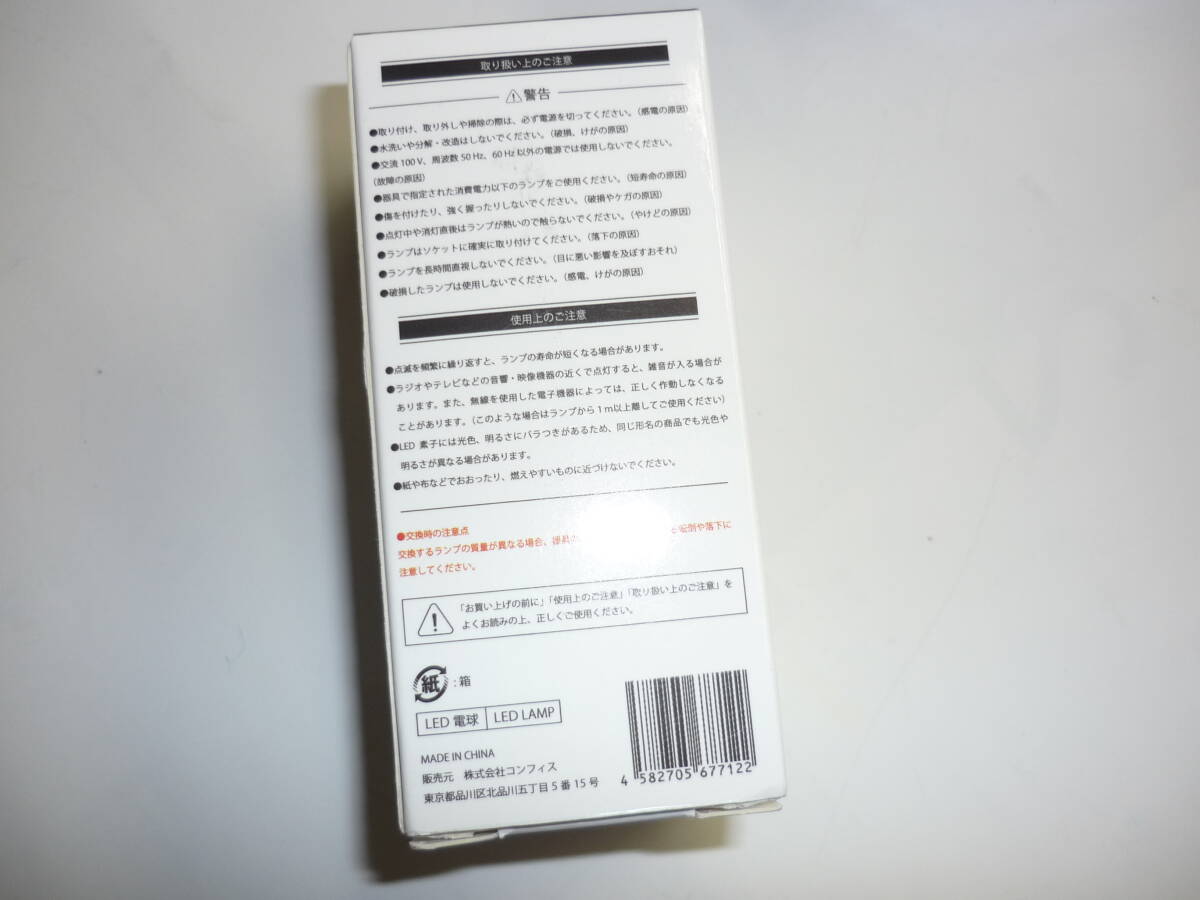 取り扱い上のご注意
警告
●取り付け、取り外しや掃除の際は、必ず電源を切ってください。（感電の原因）
●水洗いや分解・改造はしないでください。（破損、けがの原因）
●交流 100 V、周波数 50 Hz、60 Hz 以外の電源では使用しないでください。
（故障の原因）
●器具で指定された消費電力以下のランプをご使用ください。（短寿命の原因）
●傷を付けたり、強く握ったりしないでください。（破損やケガの原因）
●点灯中や消灯直後はランプが熱いので触らないでください。（やけどの原因）
●ランプはソケットに確実に取り付けてください。（落下の原因）
●ランプを長時間直視しないでください。（目に悪い影響を及ぼすおそれ）
●破損したランプは使用しないでください。（感電、けがの原因）
使用上のご注意
●点滅を頻繁に繰り返すと、ランプの寿命が短くなる場合があります。
●ラジオやテレビなどの音響・映像機器の近くで点灯すると、雑音が入る場合が
あります。また、無線を使用した電子機器によっては、正しく作動しなくなる
ことがあります。（このような場合はランプから 1 m以上離してご使用ください）
●LED 素子には光色、明るさにバラつきがあるため、同じ形名の商品でも光色や
明るさが異なる場合があります。
●紙や布などでおおったり、燃えやすいものに近づけないでください。
●交換時の注意点
交換するランプの質量が異なる場合、器具の 転倒や落下に
注意してください。
「お買い上げの前に」「使用上のご注意」「取り扱い上のご注意」を
よくお読みの上、正しくご使用ください。
紙 : 箱
LED 電球 LED LAMP
MADE IN CHINA
販売元 株式会社コンフィス
東京都品川区北品川五丁目 5 番 15 号
4 582705 677122